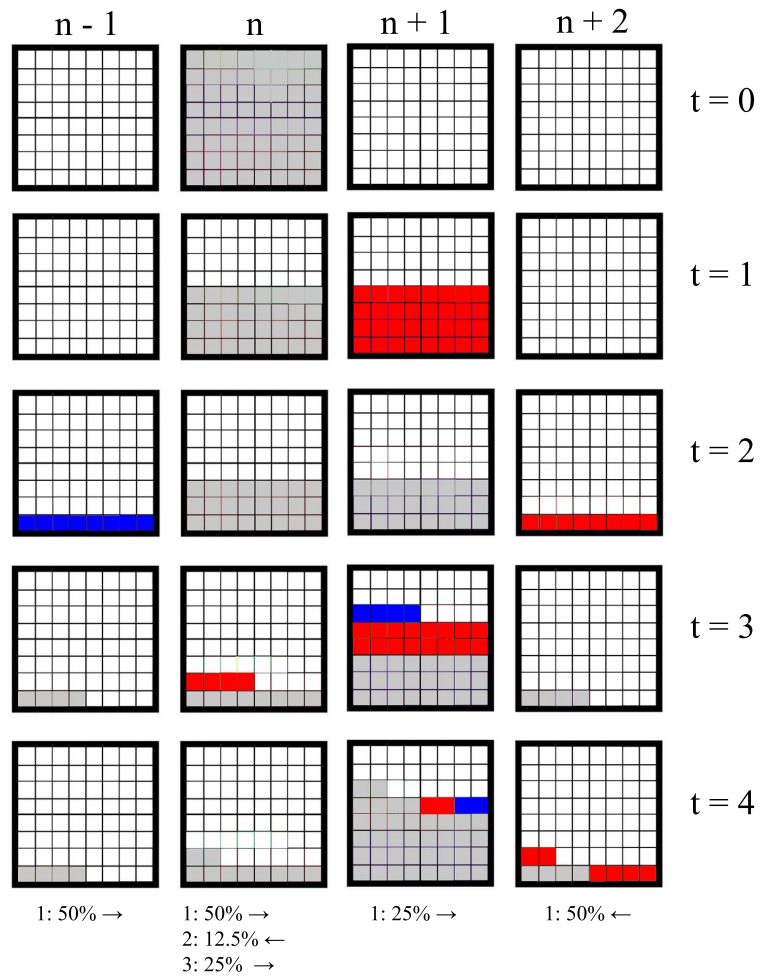 n - 1 n n + 1 n + 2
t = 0
t = 1
t = 2
t = 3
t = 4
1: 50% → 1: 50% → 1: 25% → 1: 50% ←
2: 12.5% ←
3: 25% →